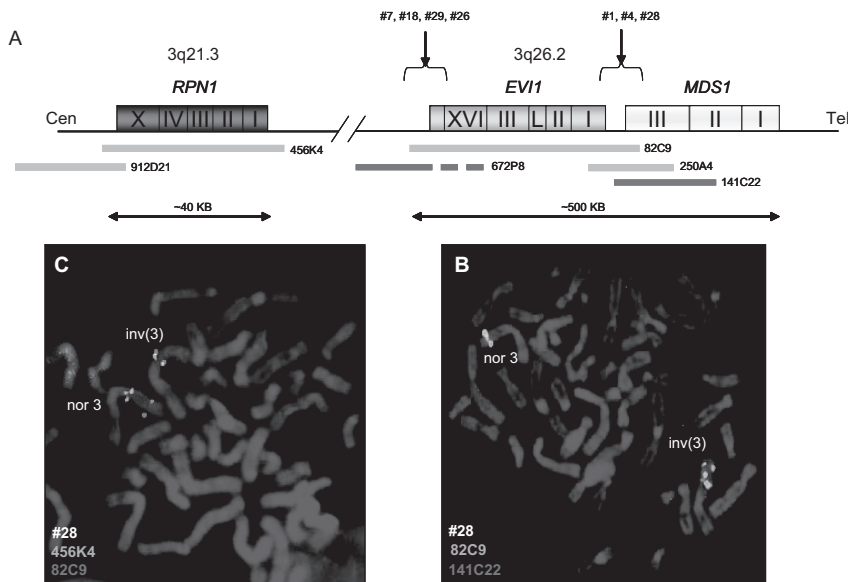 #7, #18, #29, #26
#1, #4, #28
A
3q21.3
3q26.2
RPN1
EVI1
MDS1
Cen
X IV III II I
XVI III L II I
III II I
Tel
456K4
82C9
912D21
672P8
250A4
141C22
~40 KB
~500 KB
C
inv(3)
nor 3
#28
456K4
82C9
B
nor 3
inv(3)
#28
82C9
141C22